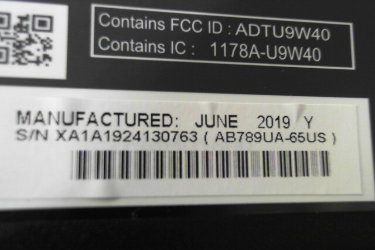 Contains FCC ID : ADTU9W40
Contains IC : 1178A-U9W40
MANUFACTURED: JUNE 2019 Y
S/N XA1A1924130763 ( AB789UA-65US )